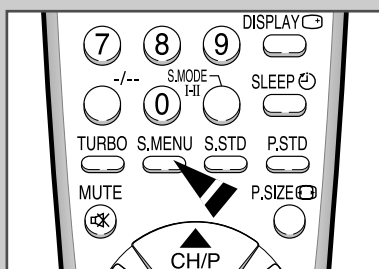 DISPLAY
7 8 9
-/-- S.MODE SLEEP
I-II
0
TURBO S.MENU S.STD P.STD
MUTE P.SIZE
CH/P